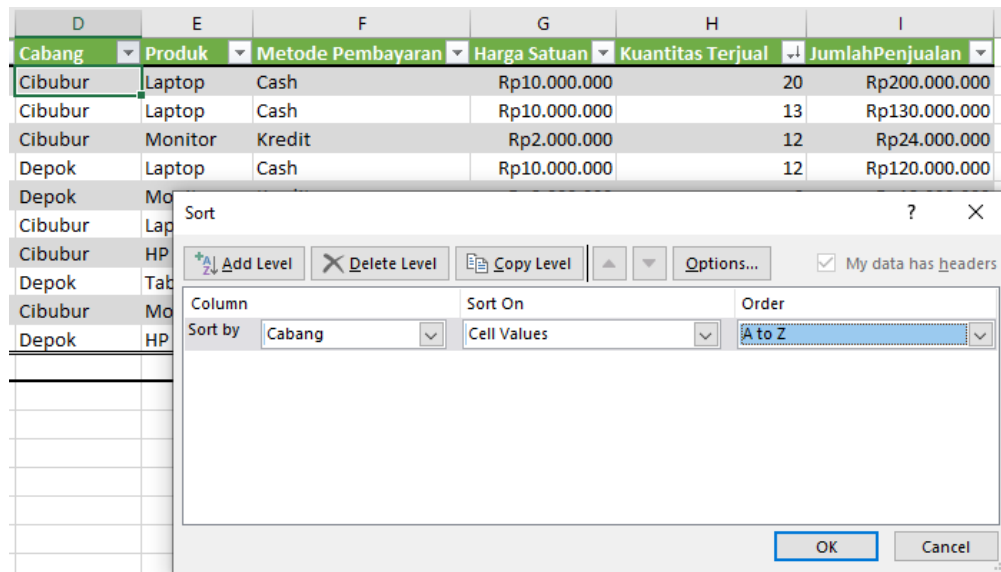 D E F G H I
Cabang Produk Metode Pembayaran Harga Satuan Kuantitas Terjual JumlahPenjualan
Cibubur Laptop Cash Rp10.000.000 20 Rp200.000.000
Cibubur Laptop Cash Rp10.000.000 13 Rp130.000.000
Cibubur Monitor Kredit Rp2.000.000 12 Rp24.000.000
Depok Laptop Cash Rp10.000.000 12 Rp120.000.000
Depok Mo
Cibubur Lap
Cibubur HP
Depok Tab
Cibubur Mo
Depok HP
Sort ?
Add Level Delete Level Copy Level Options... My data has headers
Column Sort On Order
Sort by Cabang Cell Values A to Z
OK Cancel